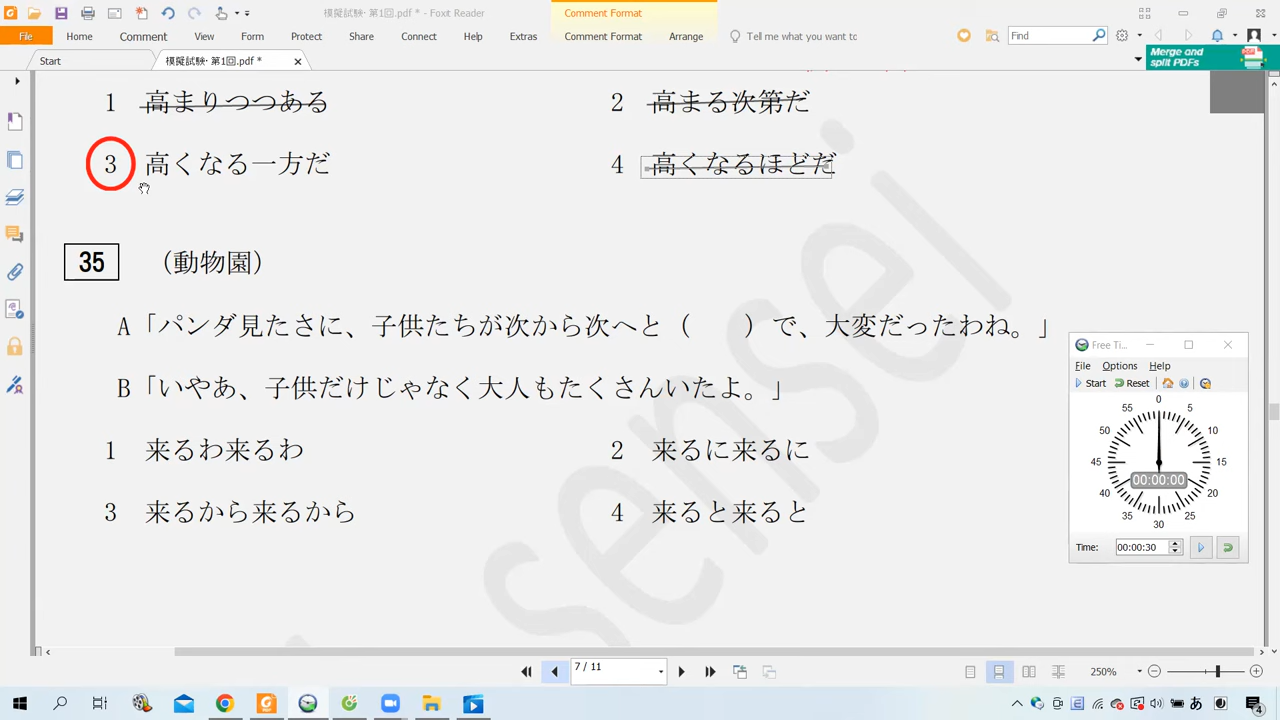 模擬試験· 第1回.pdf * - Foxit Reader
Comment Format
File
Home
Comment
View
Form
Protect
Share
Connect
Help
Extras
Comment Format
Arrange
Tell me what you want to
Find
Start
模擬試験· 第1回.pdf *
Merge and
split PDFs
1 高まりつつある
2 高まる次第だ
3 高くなる一方だ
4 高くなるほどだ
35 （動物園）
A「パンダ見たさに、子供たちが次から次へと（　　）で、大変だったわね。」
B「いやあ、子供だけじゃなく大人もたくさんいたよ。」
1 来るわ来るわ
2 来るに来るに
3 来るから来るから
4 来ると来ると
sensei
Free Ti...
File Options Help
Start Reset
0
5
10
15
20
25
30
35
40
45
50
55
00:00:00
Time: 00:00:30
7 / 11
250%
あ
4